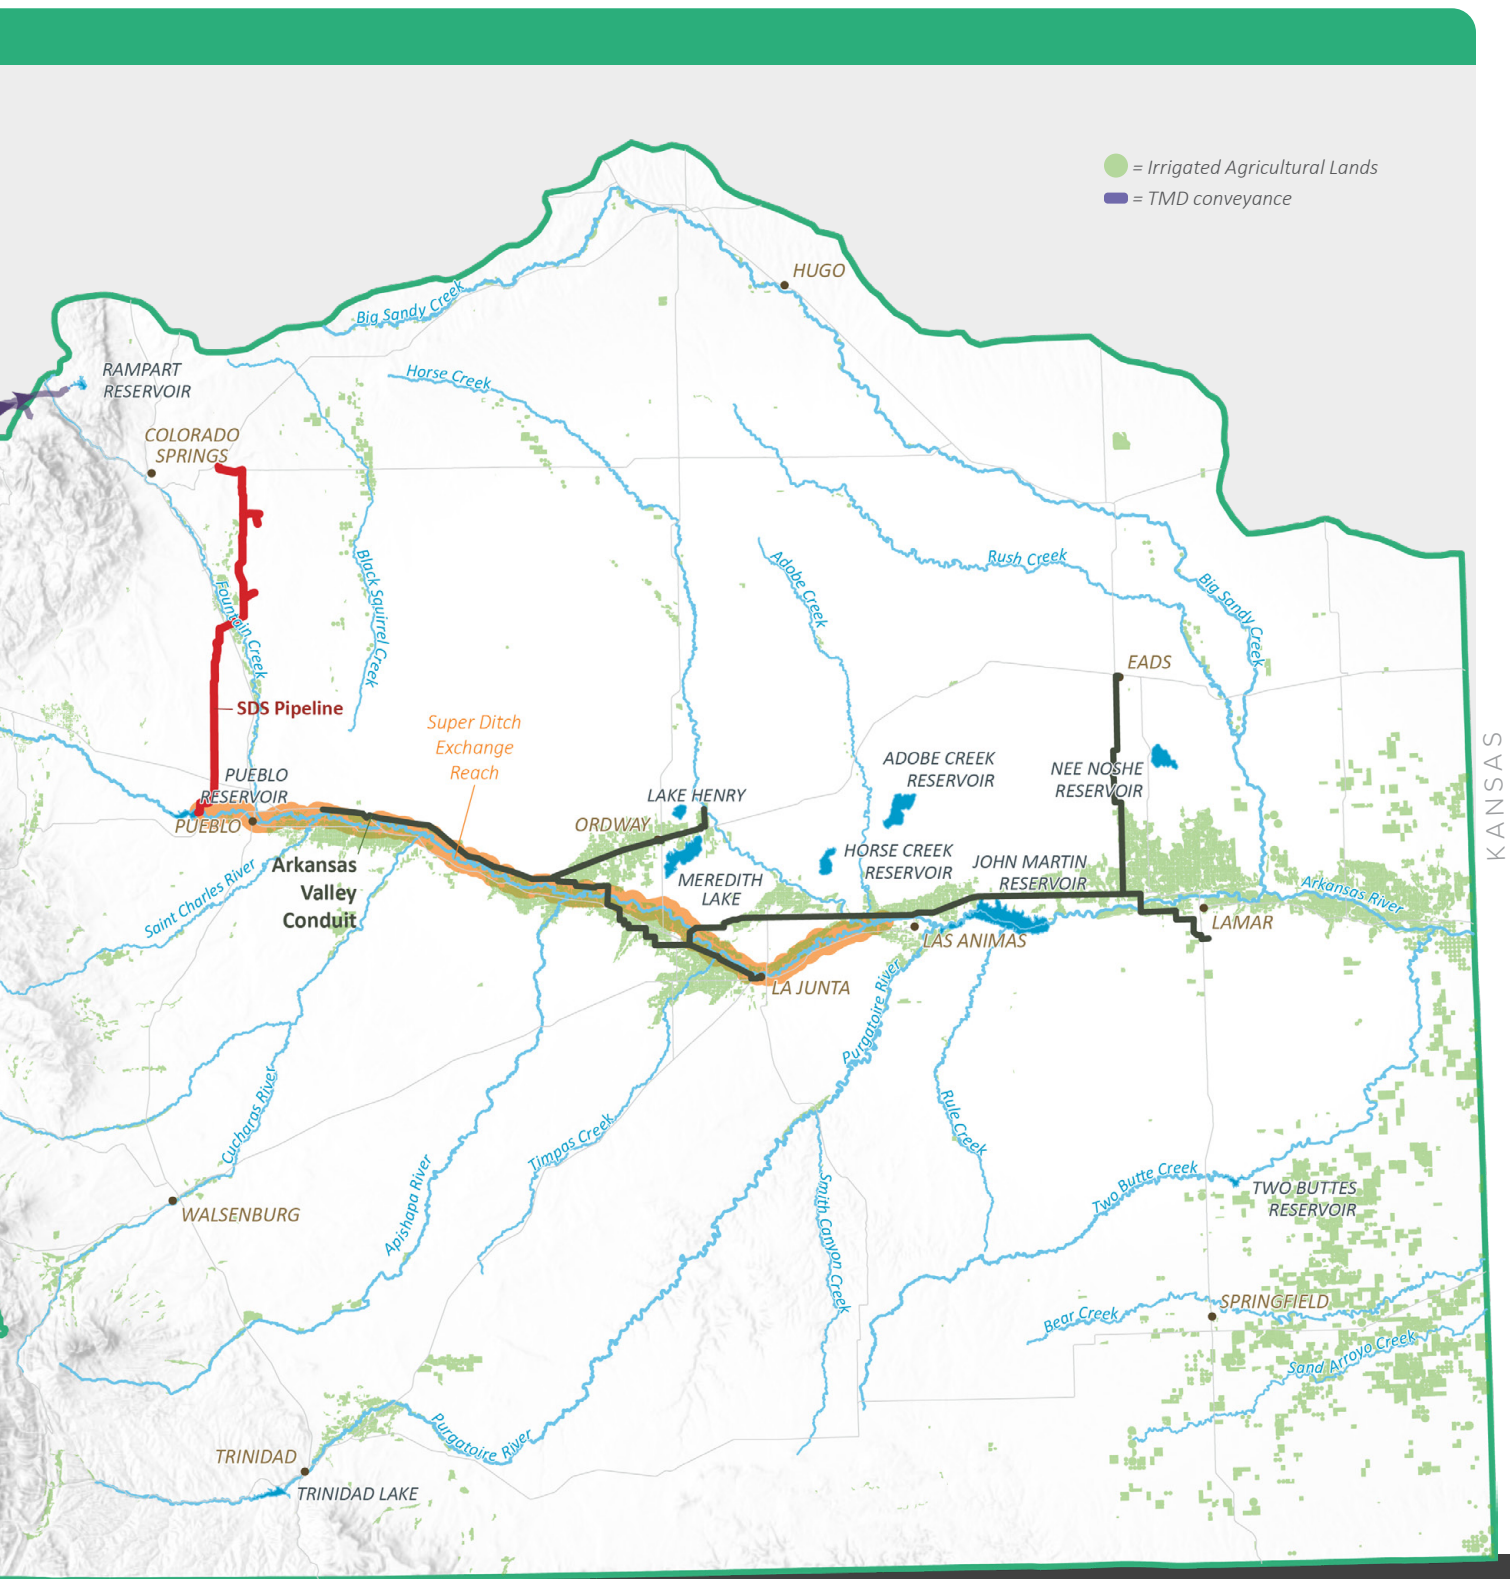 = Irrigated Agricultural Lands
= TMD conveyance
HUGO
Big Sandy Creek
RAMPART
RESERVOIR
Horse Creek
COLORADO
SPRINGS
Black Squirrel Creek
Adobe Creek
Rush Creek
Big Sandy Creek
Fountain Creek
EADS
SDS Pipeline
Super Ditch
Exchange
Reach
KANSAS
ADOBE CREEK
RESERVOIR
NEE NOSHE
RESERVOIR
PUEBLO
RESERVOIR
LAKE HENRY
PUEBLO
ORDWAY
Arkansas
Valley
Conduit
HORSE CREEK
RESERVOIR
JOHN MARTIN
RESERVOIR
MEREDITH
LAKE
Arkansas River
Saint Charles River
LAMAR
LAS ANIMAS
LA JUNTA
Purgatoire River
Cucharas River
Rule Creek
Timpas Creek
Apishapa River
Smith Canyon Creek
Two Butte Creek
TWO BUTTES
RESERVOIR
WALSENBURG
SPRINGFIELD
Bear Creek
Sand Arroyo Creek
Purgatoire River
TRINIDAD
TRINIDAD LAKE